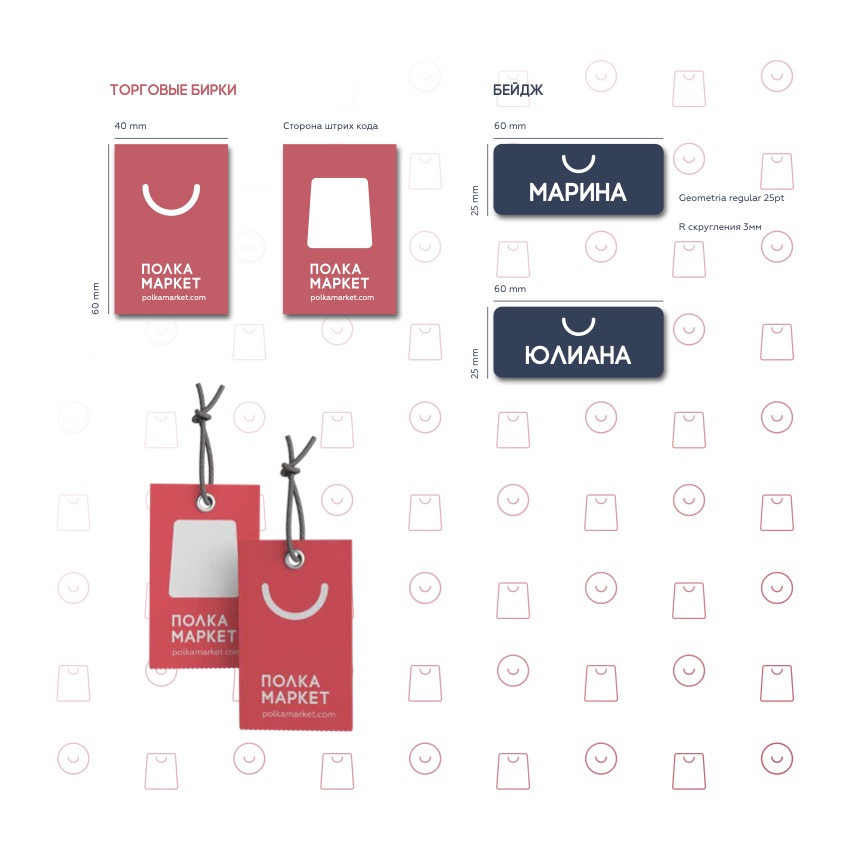 ТОРГОВЫЕ БИРКИ
40 mm
Сторона штрих кода
60 mm
ПОЛКА
МАРКЕТ
polkamarket.com
ПОЛКА
МАРКЕТ
polkamarket.com
БЕЙДЖ
60 mm
25 mm
МАРИНА
Geometria regular 25pt
R скругления 3мм
60 mm
25 mm
ЮЛИАНА
ПОЛКА
МАРКЕТ
polkamarket.com
ПОЛКА
МАРКЕТ
polkamarket.com